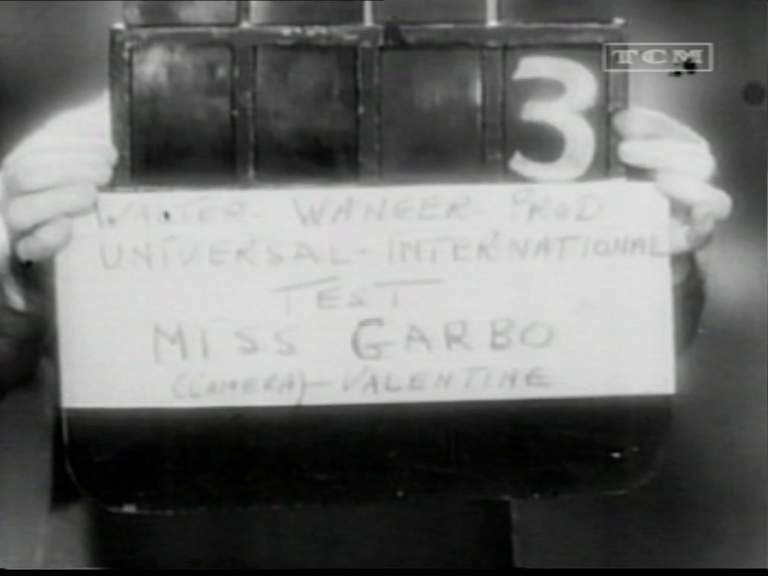 TCM
3
WALTER WANGER PROD
UNIVERSAL-INTERNATIONAL
TEST
MISS GARBO
(CAMERA)-VALENTINE